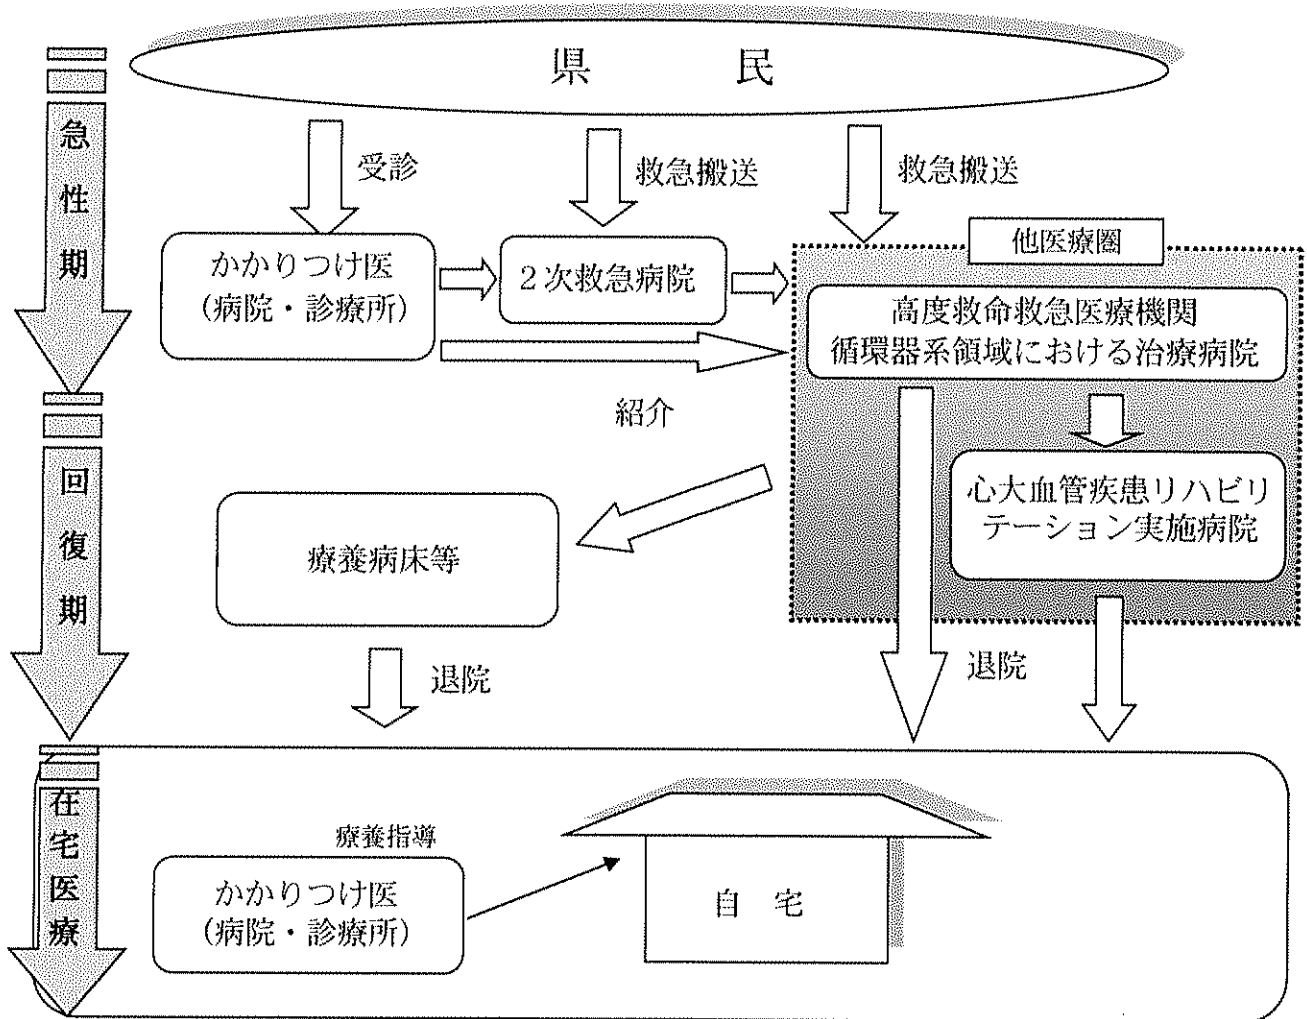 県　民
急性期
受診
救急搬送
救急搬送
他医療圏
かかりつけ医
(病院・診療所)
２次救急病院
高度救命救急医療機関
循環器系領域における治療病院
紹介
回復期
心大血管疾患リハビリ
テーション実施病院
療養病床等
退院
退院
在宅医療
療養指導
かかりつけ医
(病院・診療所)
自　宅